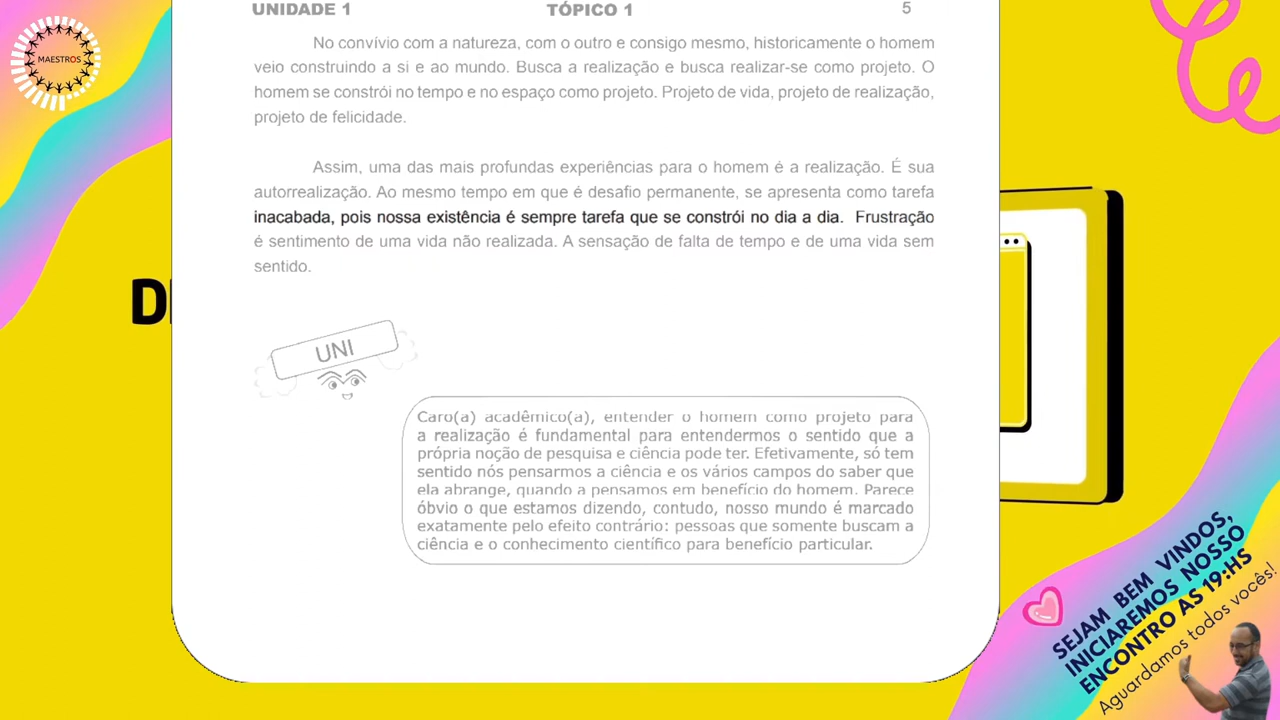 MAESTROS
UNIDADE 1 TÓPICO 1 5
No convívio com a natureza, com o outro e consigo mesmo, historicamente o homem
veio construindo a si e ao mundo. Busca a realização e busca realizar-se como projeto. O
homem se constrói no tempo e no espaço como projeto. Projeto de vida, projeto de realização,
projeto de felicidade.
Assim, uma das mais profundas experiências para o homem é a realização. É sua
autorrealização. Ao mesmo tempo em que é desafio permanente, se apresenta como tarefa
inacabada, pois nossa existência é sempre tarefa que se constrói no dia a dia. Frustração
é sentimento de uma vida não realizada. A sensação de falta de tempo e de uma vida sem
sentido.
UNI
Caro(a) acadêmico(a), entender o homem como projeto para
a realização é fundamental para entendermos o sentido que a
própria noção de pesquisa e ciência pode ter. Efetivamente, só tem
sentido nós pensarmos a ciência e os vários campos do saber que
ela abrange, quando a pensamos em benefício do homem. Parece
óbvio o que estamos dizendo, contudo, nosso mundo é marcado
exatamente pelo efeito contrário: pessoas que somente buscam a
ciência e o conhecimento científico para benefício particular.
SEJAM BEM VINDOS,
INICIAREMOS NOSSO
ENCONTRO AS 19:HS
Aguardamos todos vocês!